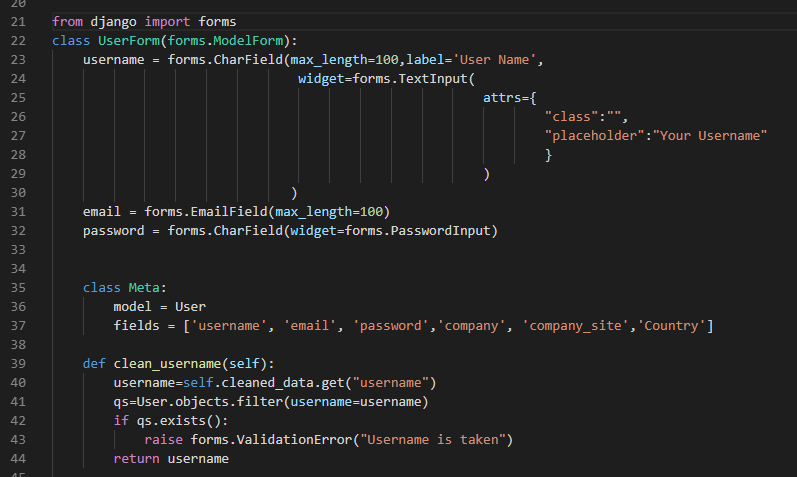 20
21 from django import forms
22 class UserForm(forms.ModelForm):
23     username = forms.CharField(max_length=100,label='User Name',
24                                 widget=forms.TextInput(
25                                                         attrs={
26                                                                 "class":"",
27                                                                 "placeholder":"Your Username"
28                                                                 }
29                                                         )
30                                )
31     email = forms.EmailField(max_length=100)
32     password = forms.CharField(widget=forms.PasswordInput)
33
34
35     class Meta:
36         model = User
37         fields = ['username', 'email', 'password','company', 'company_site','Country']
38
39     def clean_username(self):
40         username=self.cleaned_data.get("username")
41         qs=User.objects.filter(username=username)
42         if qs.exists():
43             raise forms.ValidationError("Username is taken")
44         return username
45